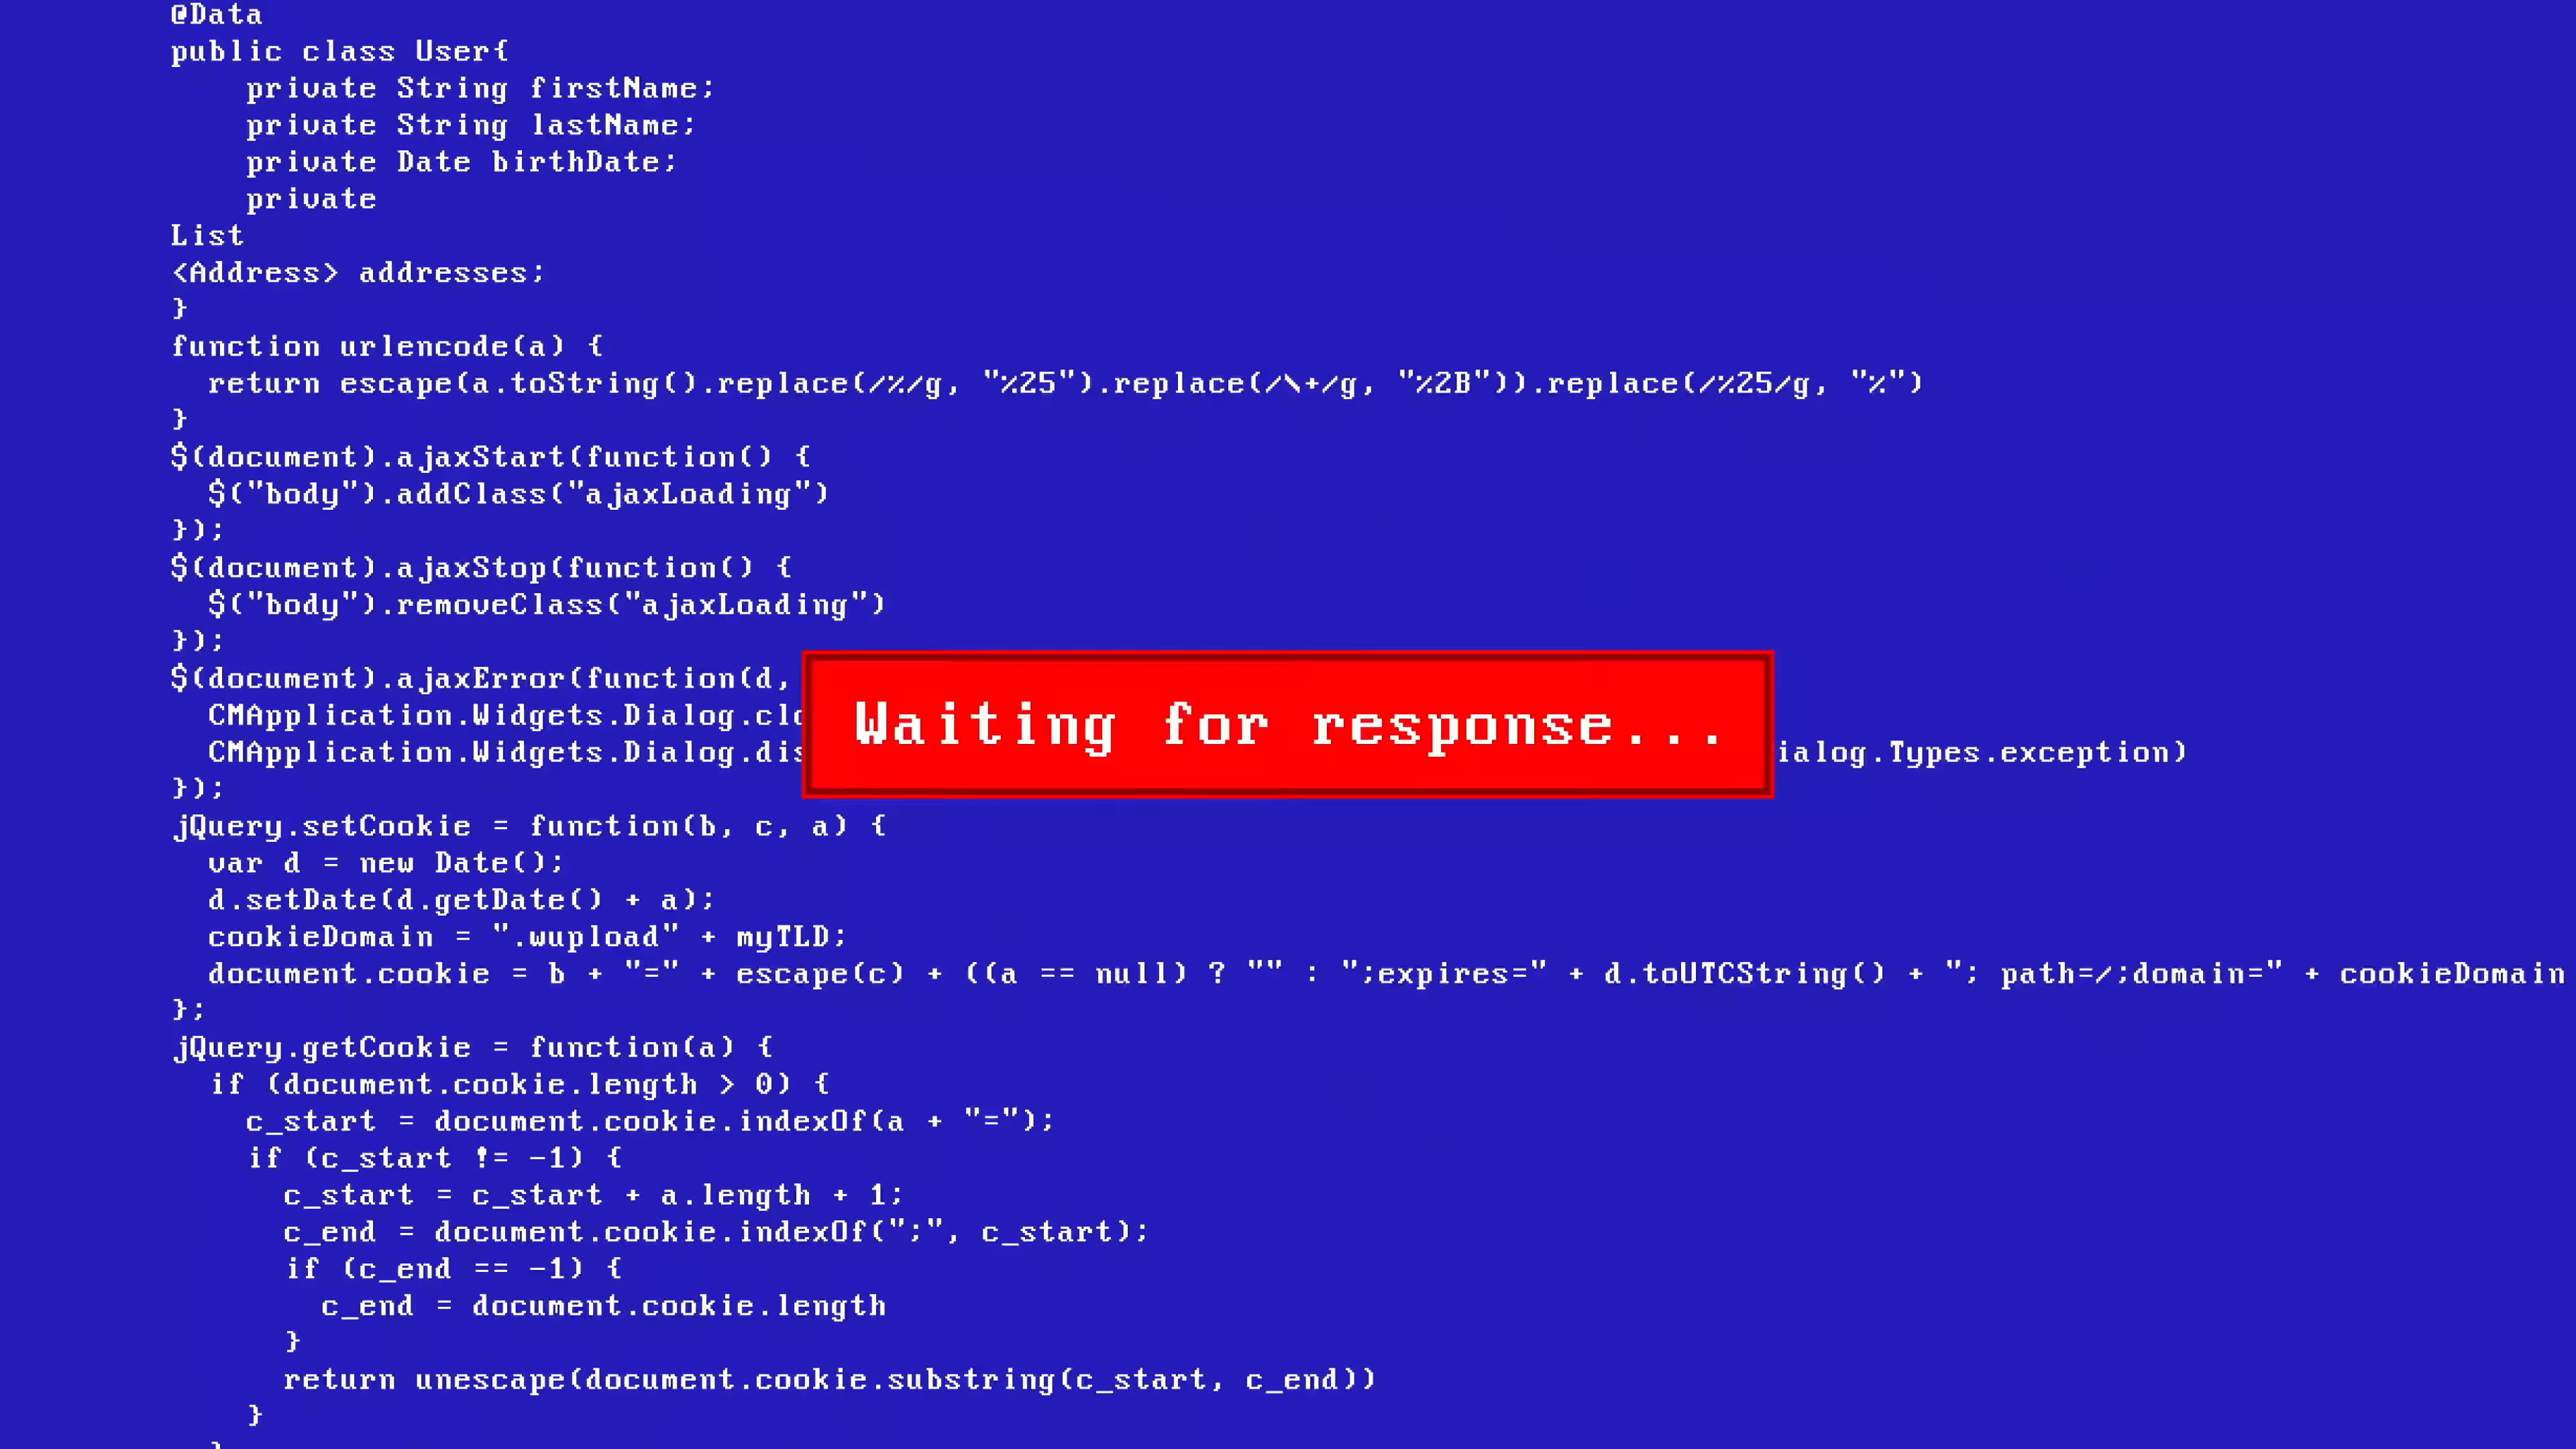 @Data
public class User{
    private String firstName;
    private String lastName;
    private Date birthDate;
    private
List
<Address> addresses;
}
function urlencode(a) {
  return escape(a.toString().replace(/%/g, "%25").replace(/\+/g, "%2B")).replace(/%25/g, "%")
}
$(document).ajaxStart(function() {
  $("body").addClass("ajaxLoading")
});
$(document).ajaxStop(function() {
  $("body").removeClass("ajaxLoading")
});
$(document).ajaxError(function(d,
  CMApplication.Widgets.Dialog.clo
Waiting for response...
  CMApplication.Widgets.Dialog.dis ialog.Types.exception)
});
jQuery.setCookie = function(b, c, a) {
  var d = new Date();
  d.setDate(d.getDate() + a);
  cookieDomain = ".wupload" + myTLD;
  document.cookie = b + "=" + escape(c) + ((a == null) ? "" : ";expires=" + d.toUTCString() + "; path=/;domain=" + cookieDomain
};
jQuery.getCookie = function(a) {
  if (document.cookie.length > 0) {
    c_start = document.cookie.indexOf(a + "=");
    if (c_start != -1) {
      c_start = c_start + a.length + 1;
      c_end = document.cookie.indexOf(";", c_start);
      if (c_end == -1) {
        c_end = document.cookie.length
      }
      return unescape(document.cookie.substring(c_start, c_end))
    }
  }